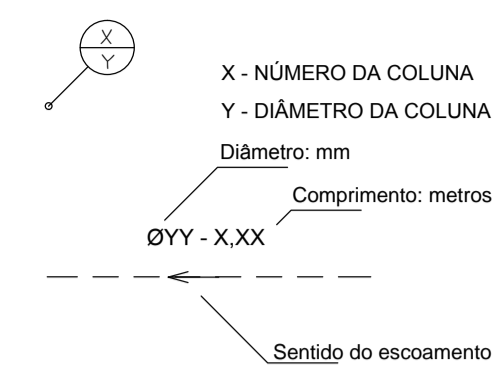 X
Y
X - NÚMERO DA COLUNA
Y - DIÂMETRO DA COLUNA
Diâmetro: mm
Comprimento: metros
ØYY - X,XX
Sentido do escoamento